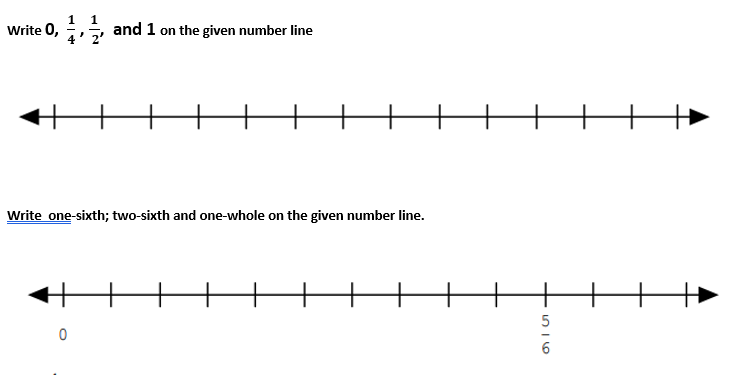 Write 0, 1/4, 1/2, and 1 on the given number line
Write one-sixth; two-sixth and one-whole on the given number line.
0 5/6